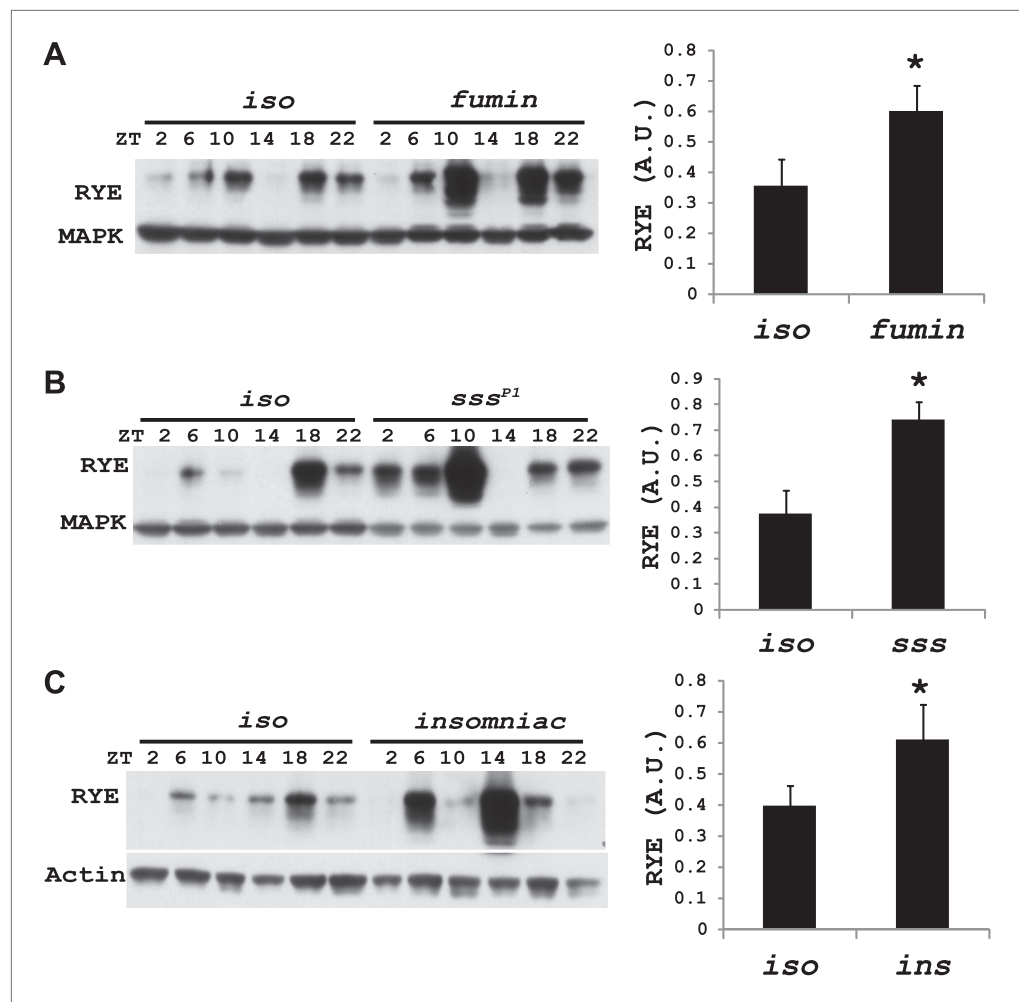 A
iso fumin
ZT 2 6 10 14 18 22 2 6 10 14 18 22
RYE
MAPK
RYE (A.U.)
0.8
0.7
0.6
0.5
0.4
0.3
0.2
0.1
0
*
iso fumin
B
iso sss^P1
ZT 2 6 10 14 18 22 2 6 10 14 18 22
RYE
MAPK
RYE (A.U.)
0.9
0.8
0.7
0.6
0.5
0.4
0.3
0.2
0.1
0
*
iso sss
C
iso insomniac
ZT 2 6 10 14 18 22 2 6 10 14 18 22
RYE
Actin
RYE (A.U.)
0.8
0.7
0.6
0.5
0.4
0.3
0.2
0.1
0
*
iso ins